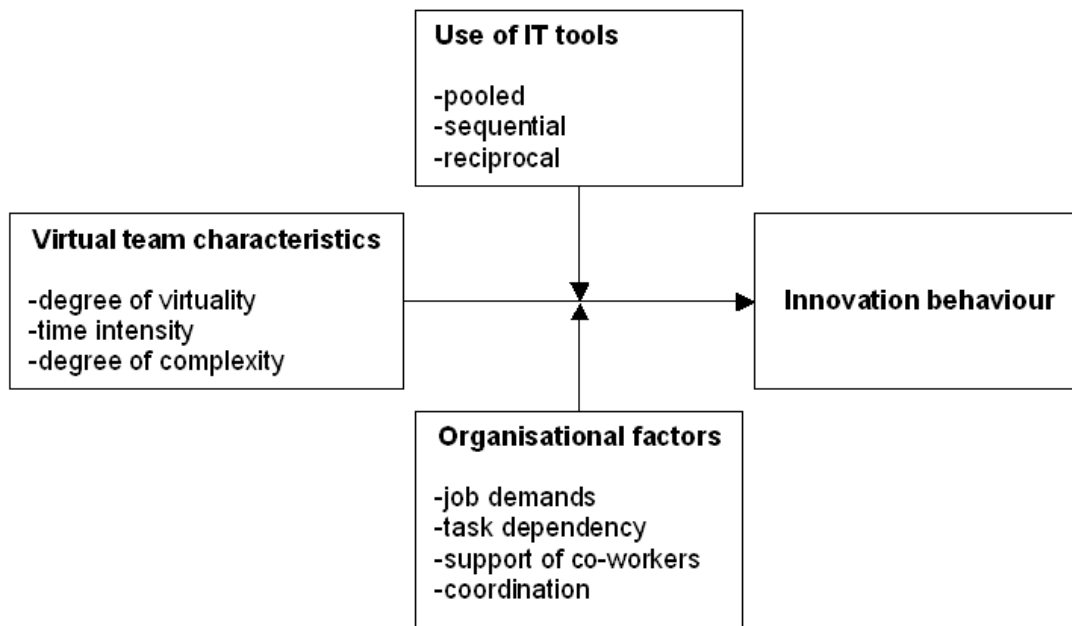 Use of IT tools
-pooled
-sequential
-reciprocal
Virtual team characteristics
-degree of virtuality
-time intensity
-degree of complexity
Innovation behaviour
Organisational factors
-job demands
-task dependency
-support of co-workers
-coordination